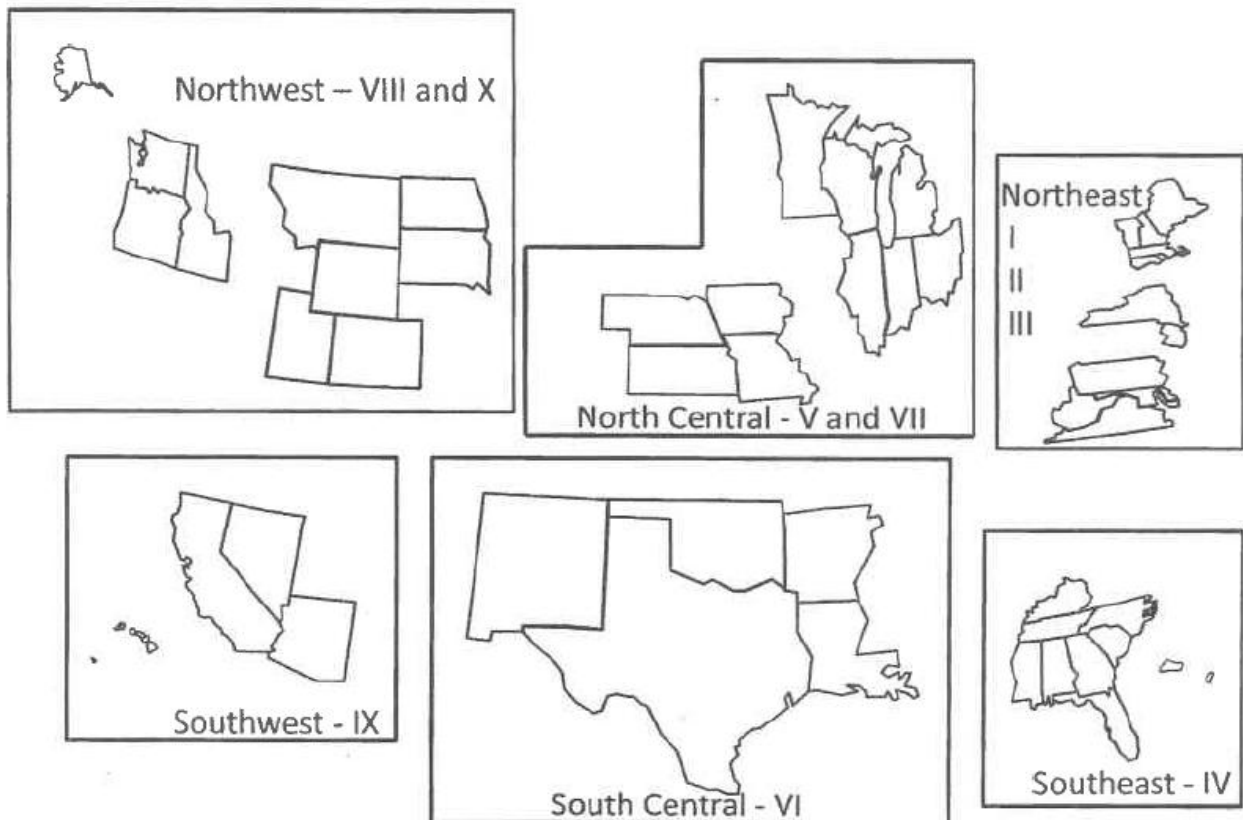 Northwest – VIII and X
Northeast
I
II
III
North Central - V and VII
Southwest - IX
South Central - VI
Southeast - IV